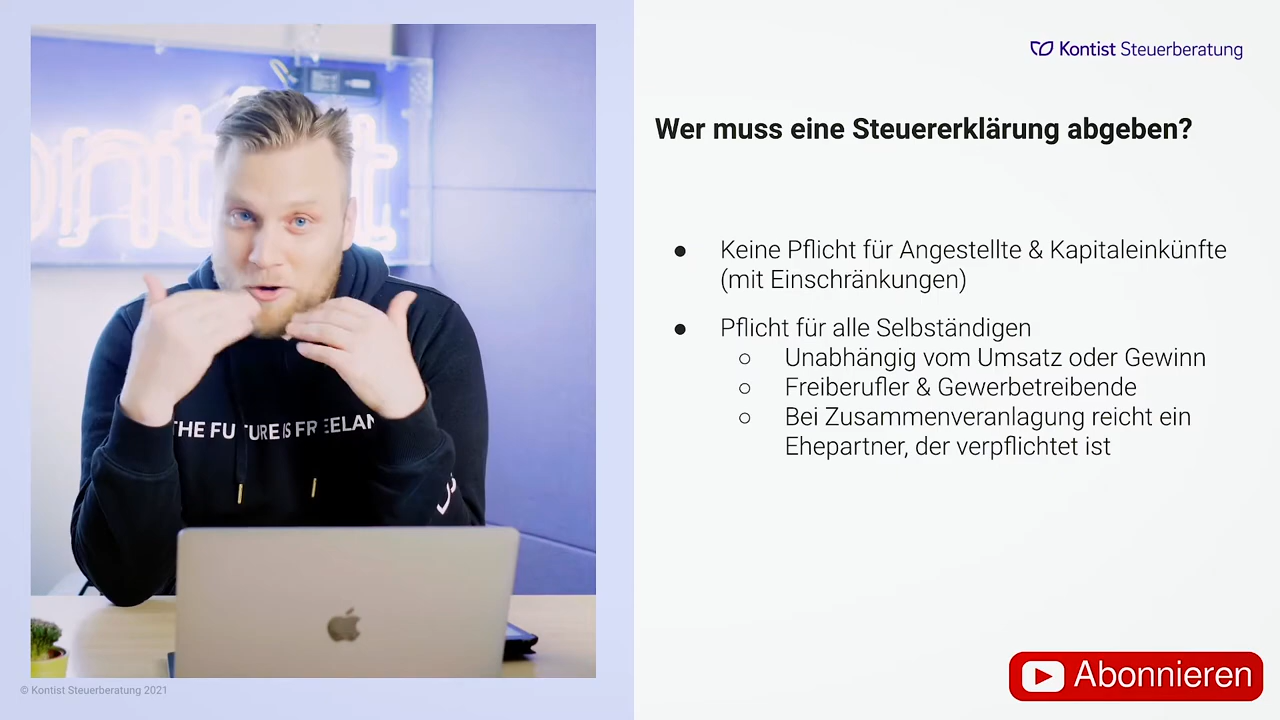 Kontist Steuerberatung
Wer muss eine Steuererklärung abgeben?
● Keine Pflicht für Angestellte & Kapitaleinkünfte
(mit Einschränkungen)
● Pflicht für alle Selbständigen
○ Unabhängig vom Umsatz oder Gewinn
○ Freiberufler & Gewerbetreibende
○ Bei Zusammenveranlagung reicht ein
Ehepartner, der verpflichtet ist
THE FUTURE IS FREELAN
© Kontist Steuerberatung 2021
Abonnieren